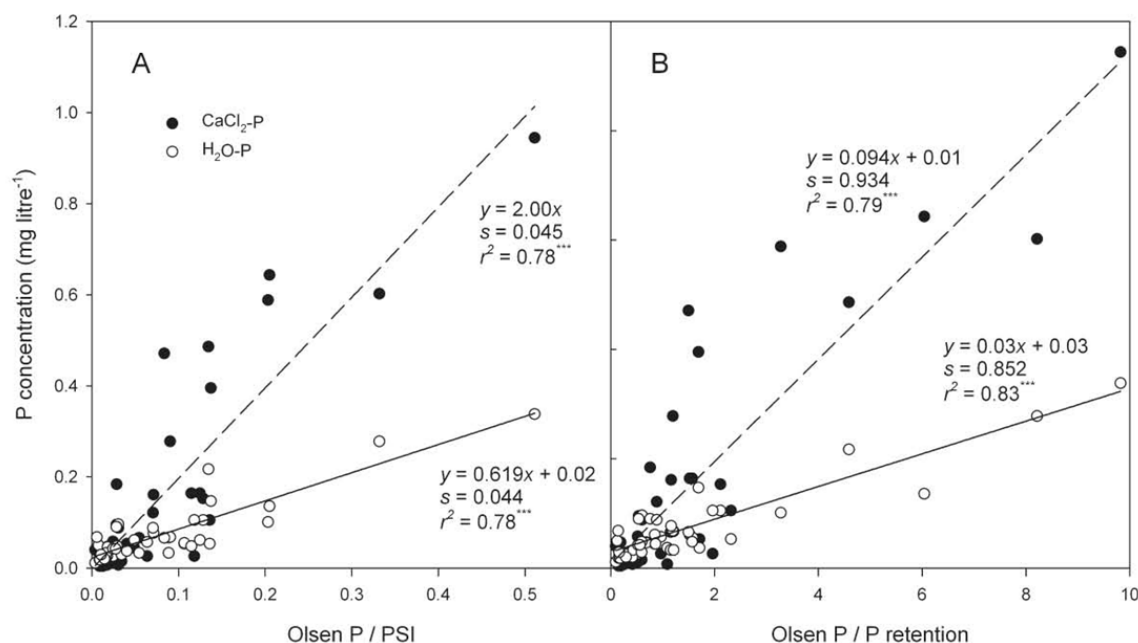 A
B
CaCl₂-P
H₂O-P
y = 2.00x
s = 0.045
r² = 0.78***
y = 0.619x + 0.02
s = 0.044
r² = 0.78***
y = 0.094x + 0.01
s = 0.934
r² = 0.79***
y = 0.03x + 0.03
s = 0.852
r² = 0.83***
P concentration (mg litre⁻¹)
1.2
1.0
0.8
0.6
0.4
0.2
0.0
0.0 0.1 0.2 0.3 0.4 0.5
0 2 4 6 8 10
Olsen P / PSI
Olsen P / P retention